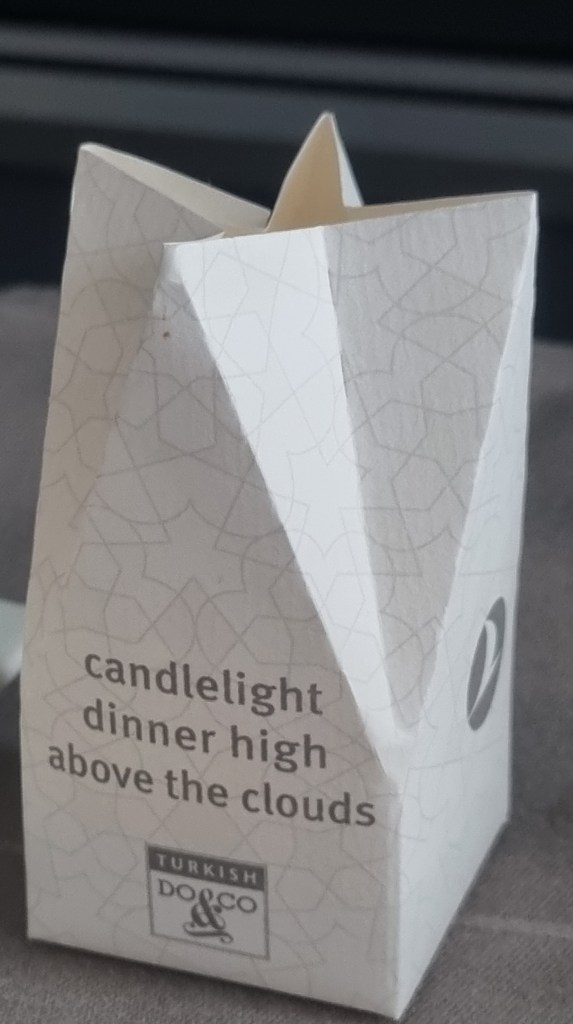 candlelight
dinner high
above the clouds
TURKISH
DO&CO